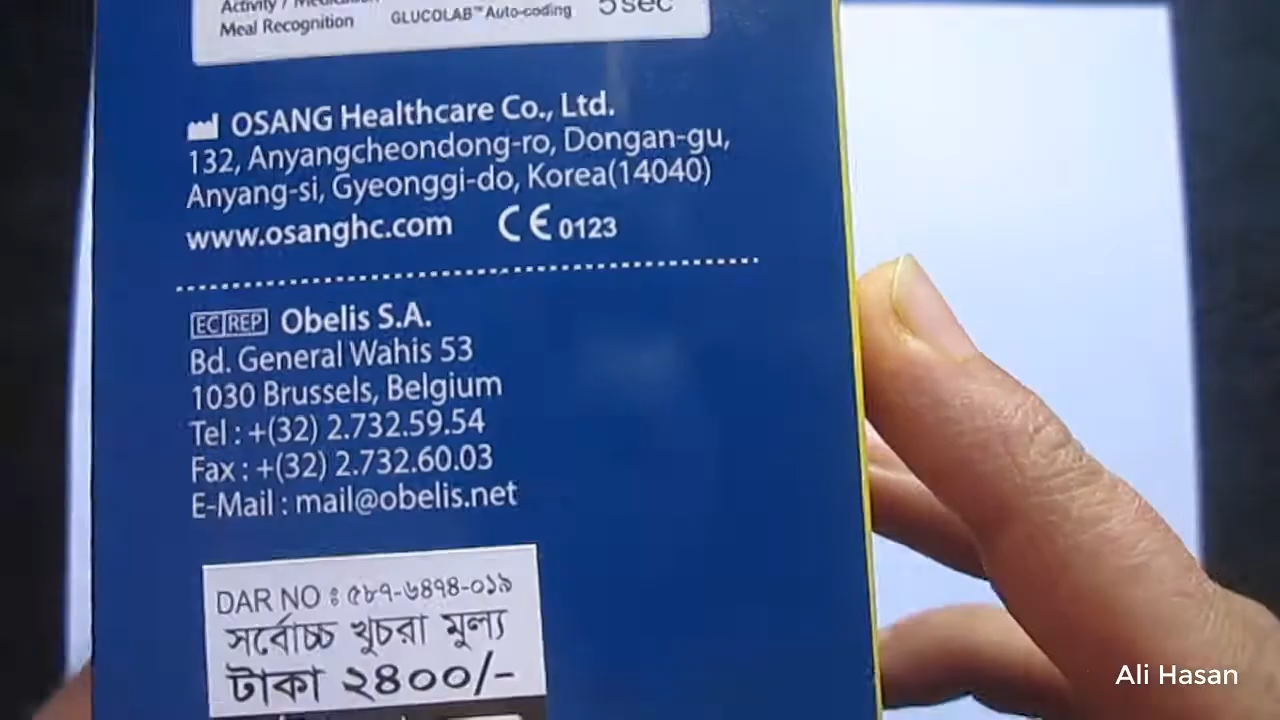 Activity / Medication
Meal Recognition
GLUCOLAB™Auto-coding
5sec
OSANG Healthcare Co., Ltd.
132, Anyangcheondong-ro, Dongan-gu,
Anyang-si, Gyeonggi-do, Korea(14040)
www.osanghc.com CE 0123
EC REP Obelis S.A.
Bd. General Wahis 53
1030 Brussels, Belgium
Tel : +(32) 2.732.59.54
Fax : +(32) 2.732.60.03
E-Mail : mail@obelis.net
DAR NO ঃ ৫৮৭-৬৪৭৪-০১৯
সর্বোচ্চ খুচরা মুল্য
টাকা ২৪০০/-
Ali Hasan